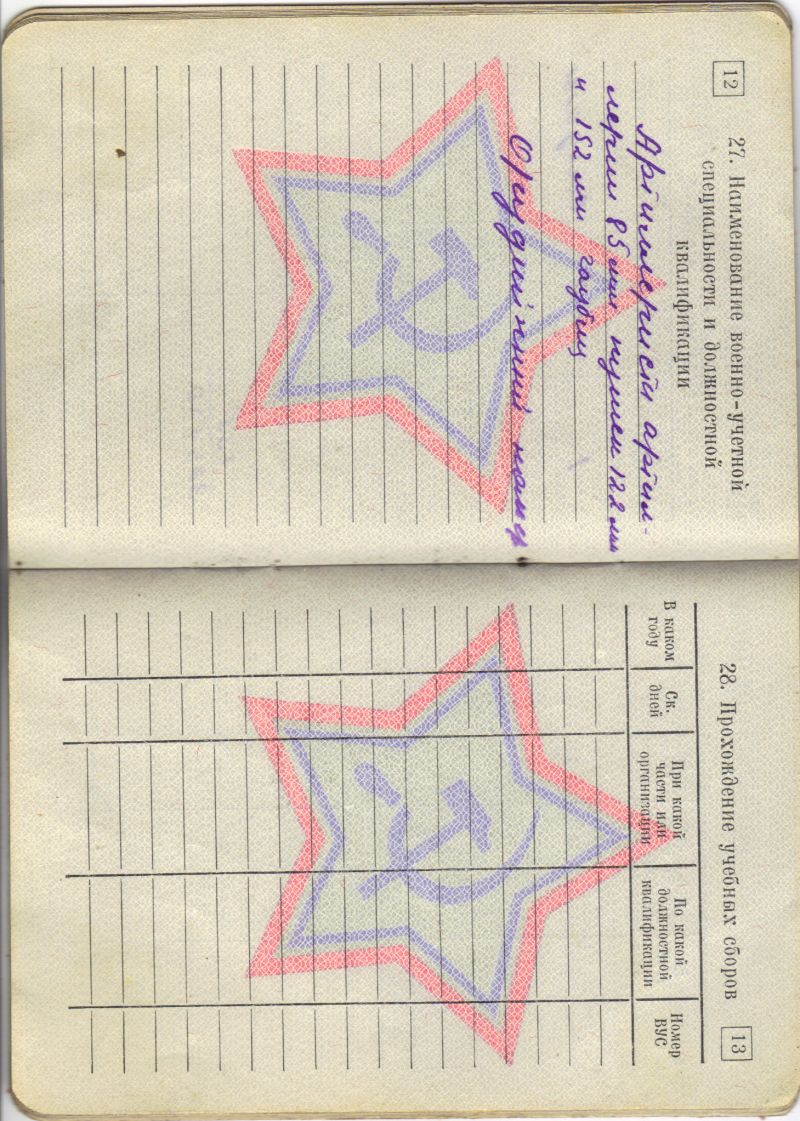 12
27. Наименование военно-учетной
специальности и должностной
квалификации
Артиллерист артил-
лерии 85 мм пушек 122 мм
и 152 мм гаубиц
Орудийный номер
28. Прохождение учебных сборов
13
В каком году
Ск. дней
При какой части или организации
По какой должностной квалификации
Номер ВУС